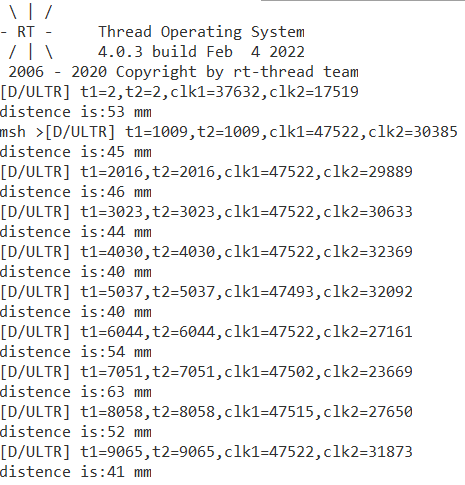 \ | /
- RT -     Thread Operating System
 / | \     4.0.3 build Feb  4 2022
 2006 - 2020 Copyright by rt-thread team
[D/ULTR] t1=2,t2=2,clk1=37632,clk2=17519
distence is:53 mm
msh >[D/ULTR] t1=1009,t2=1009,clk1=47522,clk2=30385
distence is:45 mm
[D/ULTR] t1=2016,t2=2016,clk1=47522,clk2=29889
distence is:46 mm
[D/ULTR] t1=3023,t2=3023,clk1=47522,clk2=30633
distence is:44 mm
[D/ULTR] t1=4030,t2=4030,clk1=47522,clk2=32369
distence is:40 mm
[D/ULTR] t1=5037,t2=5037,clk1=47493,clk2=32092
distence is:40 mm
[D/ULTR] t1=6044,t2=6044,clk1=47522,clk2=27161
distence is:54 mm
[D/ULTR] t1=7051,t2=7051,clk1=47502,clk2=23669
distence is:63 mm
[D/ULTR] t1=8058,t2=8058,clk1=47515,clk2=27650
distence is:52 mm
[D/ULTR] t1=9065,t2=9065,clk1=47522,clk2=31873
distence is:41 mm